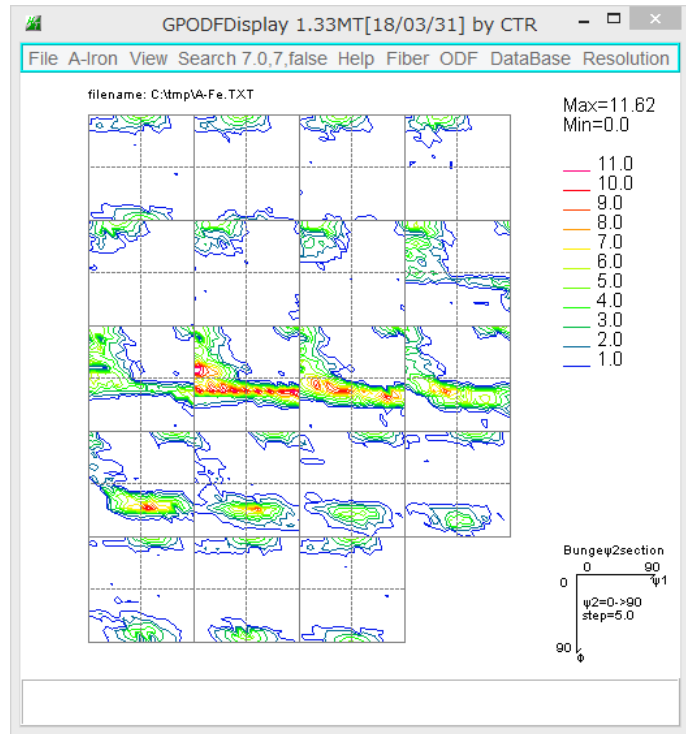 GPODFDisplay 1.33MT[18/03/31] by CTR
File A-Iron View Search 7.0,7,false Help Fiber ODF DataBase Resolution
filename: C:\tmp\A-Fe.TXT
Max=11.62
Min=0.0
11.0
10.0
9.0
8.0
7.0
6.0
5.0
4.0
3.0
2.0
1.0
Bungeψ2section
0 90
0 ψ1
ψ2=0->90
step=5.0
90
Φ